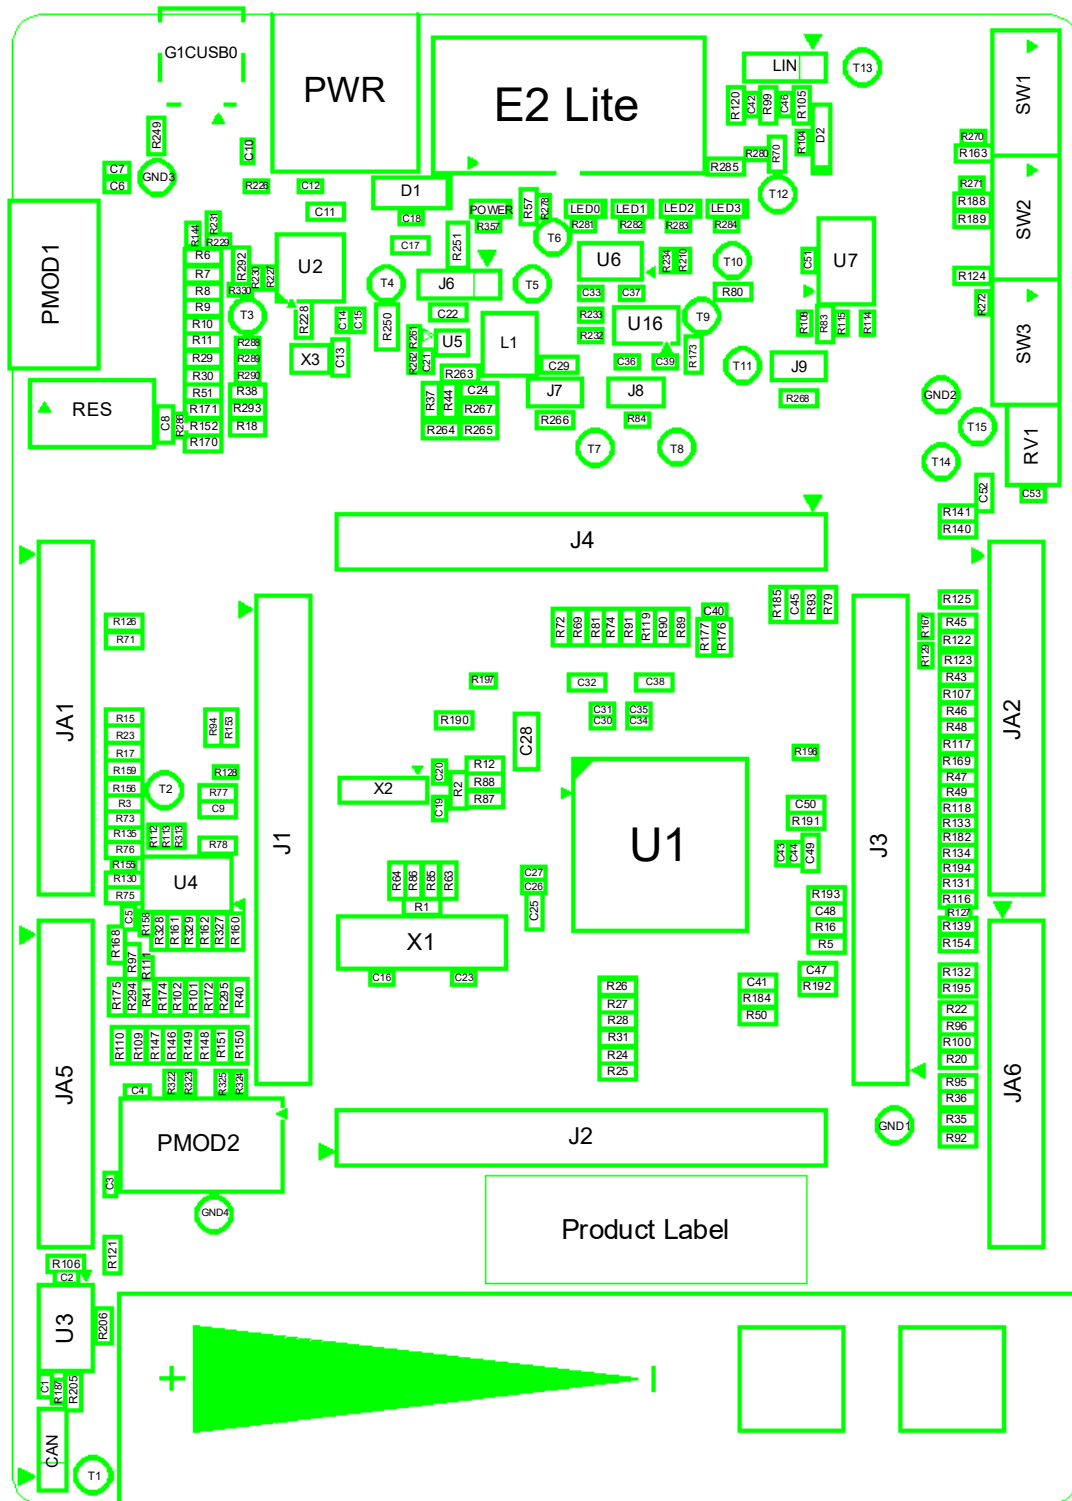 G1CUSB0
PWR
E2 Lite
LIN
T13
SW1
R249
C10
R120
C42
R99
C46
R105
R104
D2
R280
R70
R285
R270
R163
C7
C6
GND3
R226
C12
C11
D1
C18
C17
POWER
R357
R57
R278
LED0
LED1
LED2
LED3
R281
R282
R283
R284
T12
R271
R188
R189
SW2
PMOD1
R144
R231
R229
R6
R7
R8
R9
R10
R11
R29
R30
R51
R171
R152
R170
R292
R230
R227
R330
T3
R288
R289
R290
R38
R293
R18
U2
R228
C14
C15
X3
C13
T4
R250
R251
J6
T5
T6
C22
R261
R262
U5
C21
L1
R263
C24
R37
R44
R267
R264
R265
C29
J7
R266
U6
R234
R210
C33
C37
R233
R232
U16
C36
C39
R173
J8
R84
T7
T8
T9
T10
R80
T11
C51
U7
R108
R83
R115
R114
J9
R268
R124
R272
SW3
GND2
T15
T14
RV1
C52
C53
RES
C8
R286
R141
R140
J4
JA1
R126
R71
R15
R23
R17
R159
R156
R3
R73
R135
R76
R155
R130
R75
R94
R153
T2
R128
R77
C9
R112
R113
R313
R78
U4
C5
R158
R328
R161
R329
R162
R327
R160
R168
R97
R111
R175
R294
R41
R174
R102
R101
R172
R295
R40
R110
R109
R147
R146
R149
R148
R151
R150
C4
R322
R323
R325
R324
PMOD2
C3
GND4
JA5
J1
R72
R69
R81
R74
R91
R119
R90
R89
C40
R177
R176
R185
C45
R93
R79
R197
R190
C32
C38
C31
C30
C35
C34
C28
X2
C20
C19
R2
R12
R88
R87
U1
R196
C50
R191
C43
C44
C49
R64
R86
R85
R63
R1
C27
C26
C25
X1
C16
C23
R193
C48
R16
R5
C47
R192
C41
R184
R50
R26
R27
R28
R31
R24
R25
J3
R167
R129
R125
R45
R122
R123
R43
R107
R46
R48
R117
R169
R47
R49
R118
R133
R182
R134
R194
R131
R116
R127
R139
R154
R132
R195
R22
R96
R100
R20
R95
R36
R35
R92
JA2
JA6
GND1
J2
Product Label
R121
R106
C2
U3
R206
C1
R187
R205
CAN
T1
+
−